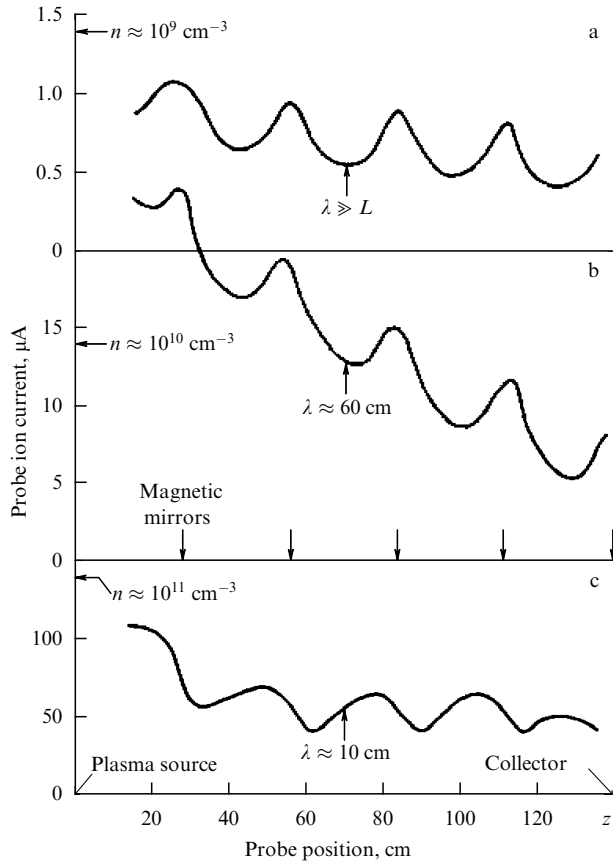 1.5
n ≈ 10⁹ cm⁻³
a
1.0
0.5
λ ≫ L
0
b
15
n ≈ 10¹⁰ cm⁻³
λ ≈ 60 cm
10
5
Magnetic
mirrors
0
Probe ion current, μA
n ≈ 10¹¹ cm⁻³
c
100
50
λ ≈ 10 cm
Plasma source
Collector
0
20
40
60
80
100
120
z
Probe position, cm